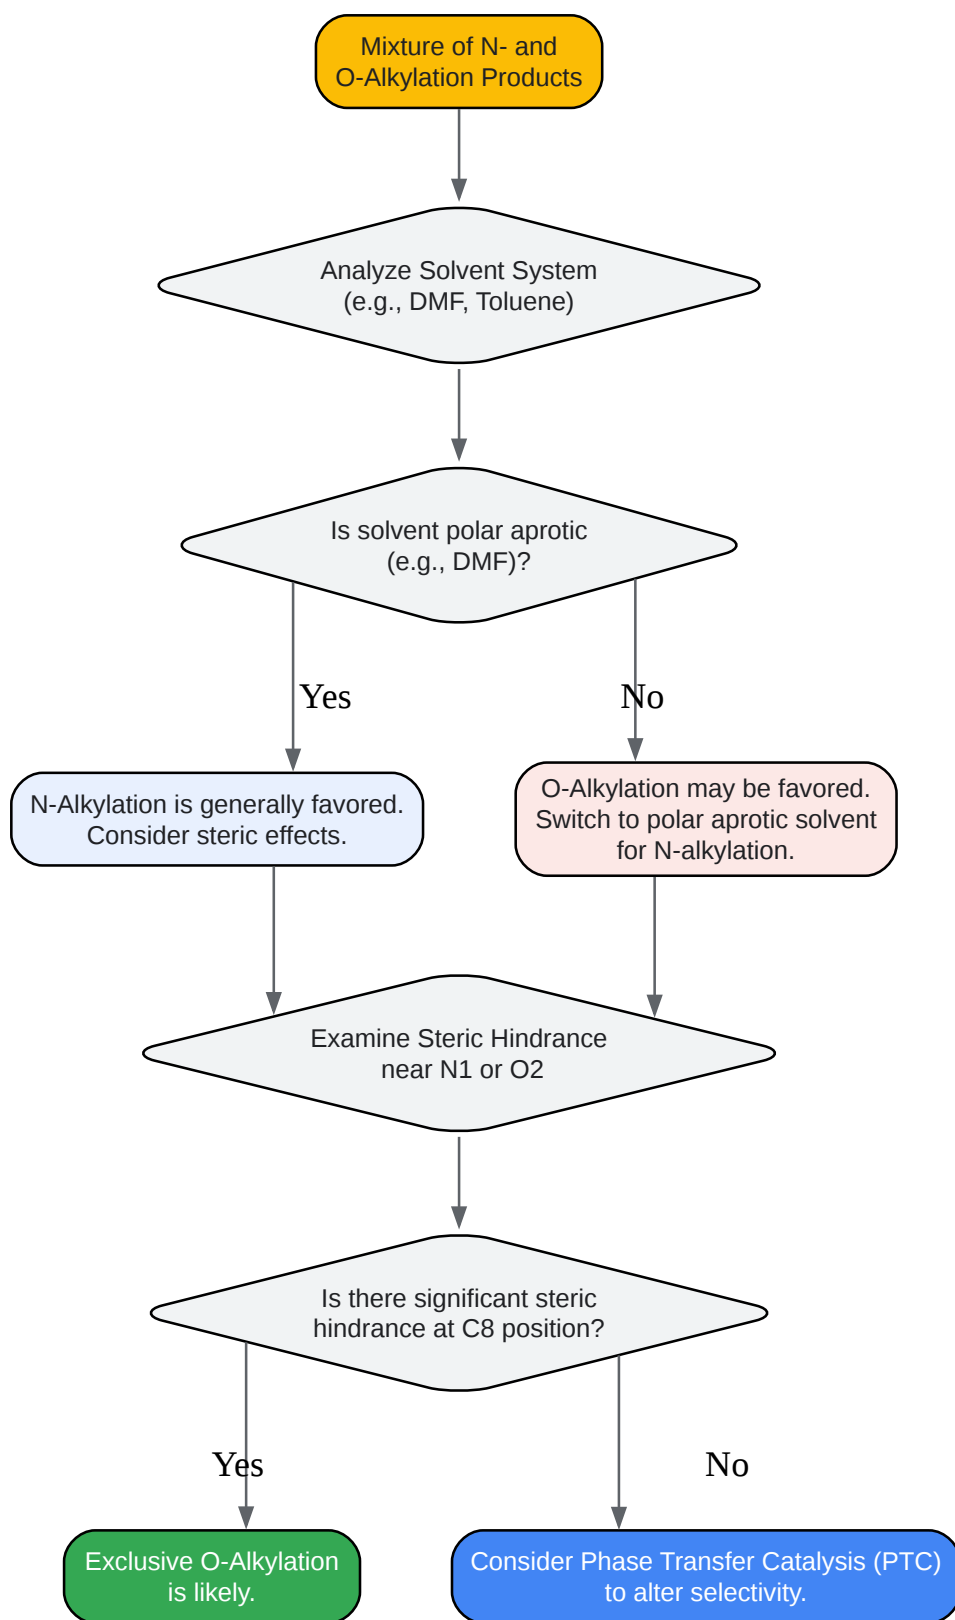 Mixture of N- and
O-Alkylation Products
Analyze Solvent System
(e.g., DMF, Toluene)
Is solvent polar aprotic
(e.g., DMF)?
Yes
No
N-Alkylation is generally favored.
Consider steric effects.
O-Alkylation may be favored.
Switch to polar aprotic solvent
for N-alkylation.
Examine Steric Hindrance
near N1 or O2
Is there significant steric
hindrance at C8 position?
Yes
No
Exclusive O-Alkylation
is likely.
Consider Phase Transfer Catalysis (PTC)
to alter selectivity.